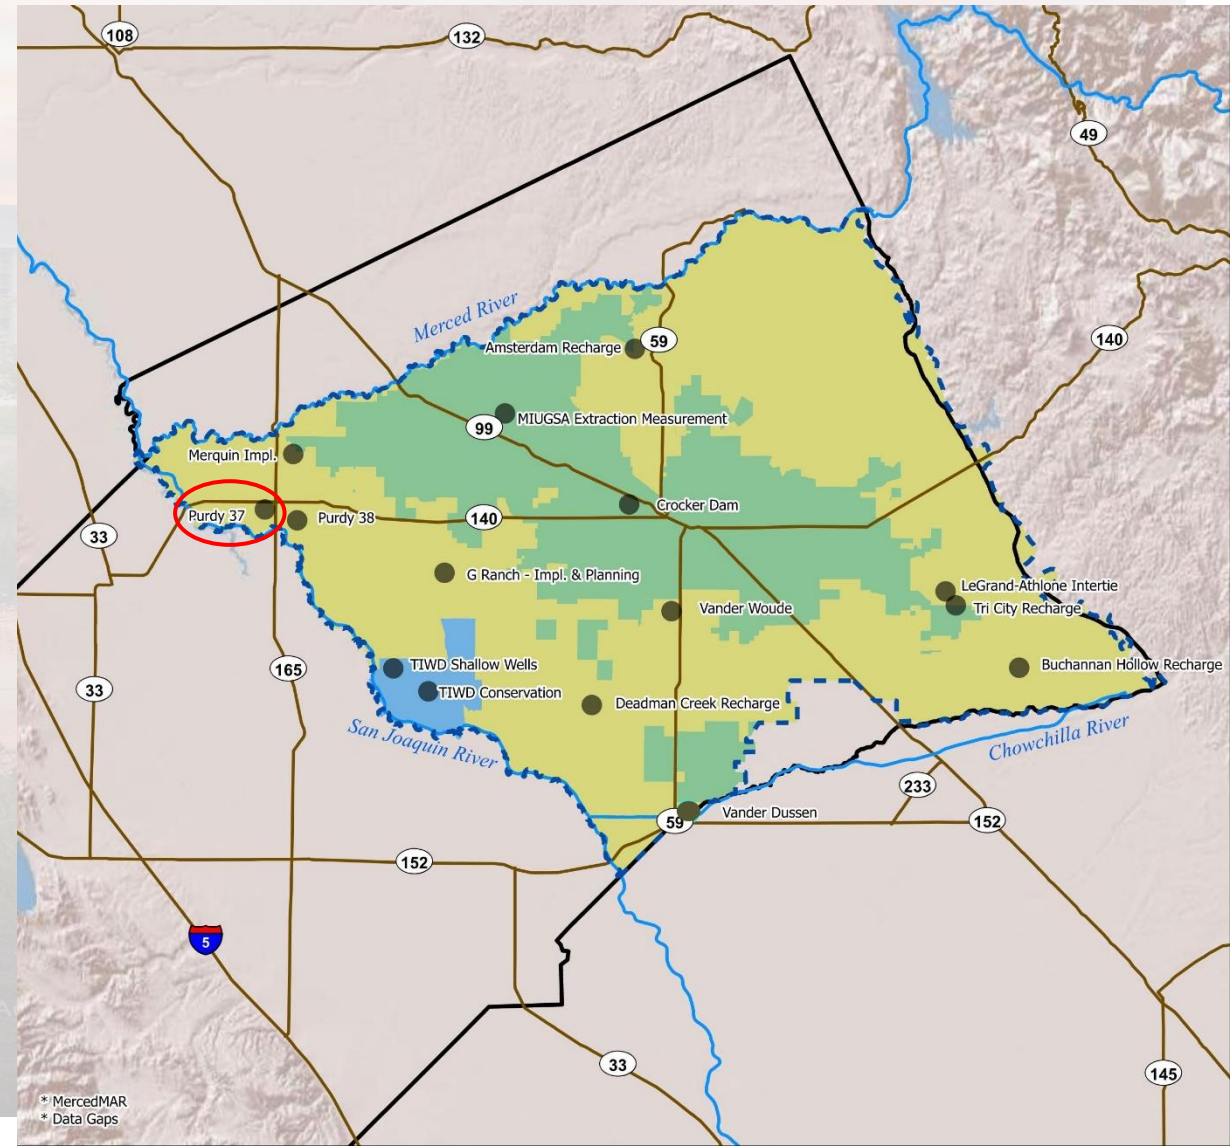 108
132
49
Merced River
Amsterdam Recharge
59
140
MIUGSA Extraction Measurement
99
Merquin Impl.
Crocker Dam
Purdy 37
Purdy 38
140
33
G Ranch - Impl. & Planning
LeGrand-Athlone Intertie
Vander Woude
Tri City Recharge
TIWD Shallow Wells
165
Buchannan Hollow Recharge
33
TIWD Conservation
Deadman Creek Recharge
San Joaquin River
Chowchilla River
233
Vander Dussen
59
152
152
5
33
145
* MercedMAR
* Data Gaps